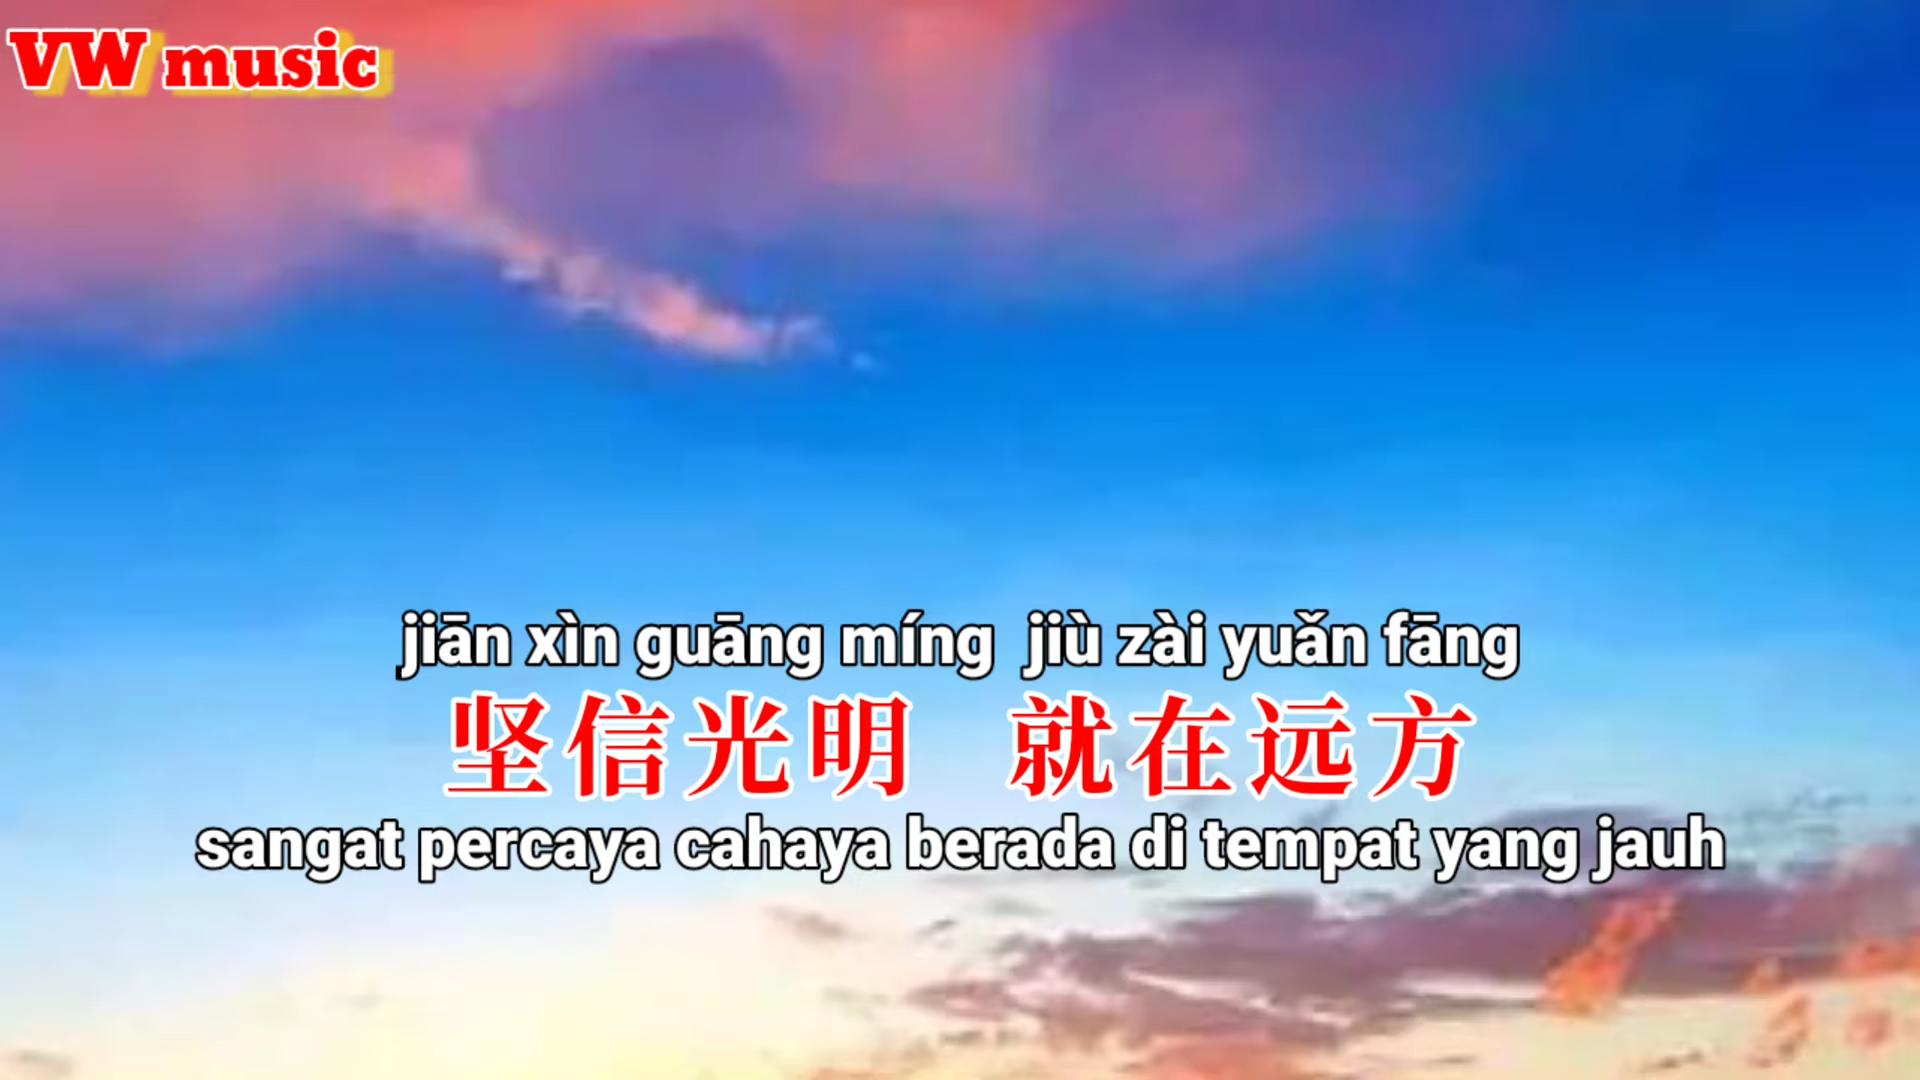 VW music
jiān xìn guāng míng jiù zài yuǎn fāng
坚信光明 就在远方
sangat percaya cahaya berada di tempat yang jauh